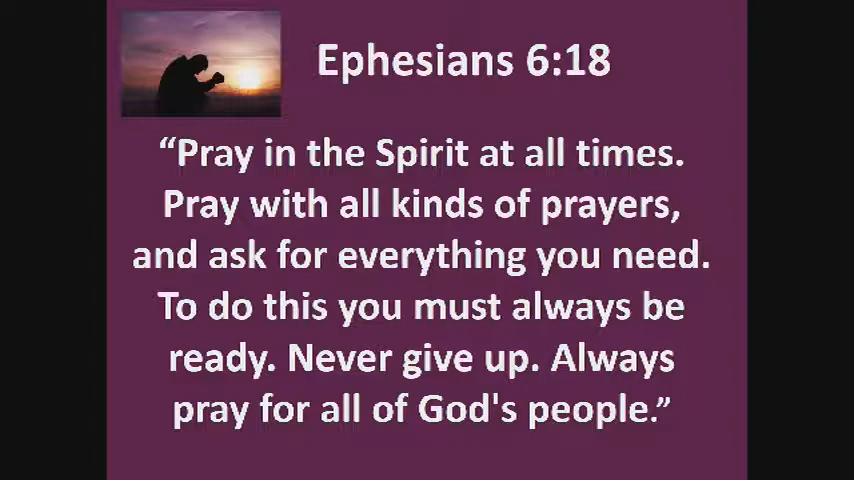 Ephesians 6:18
“Pray in the Spirit at all times.
Pray with all kinds of prayers,
and ask for everything you need.
To do this you must always be
ready. Never give up. Always
pray for all of God's people.”